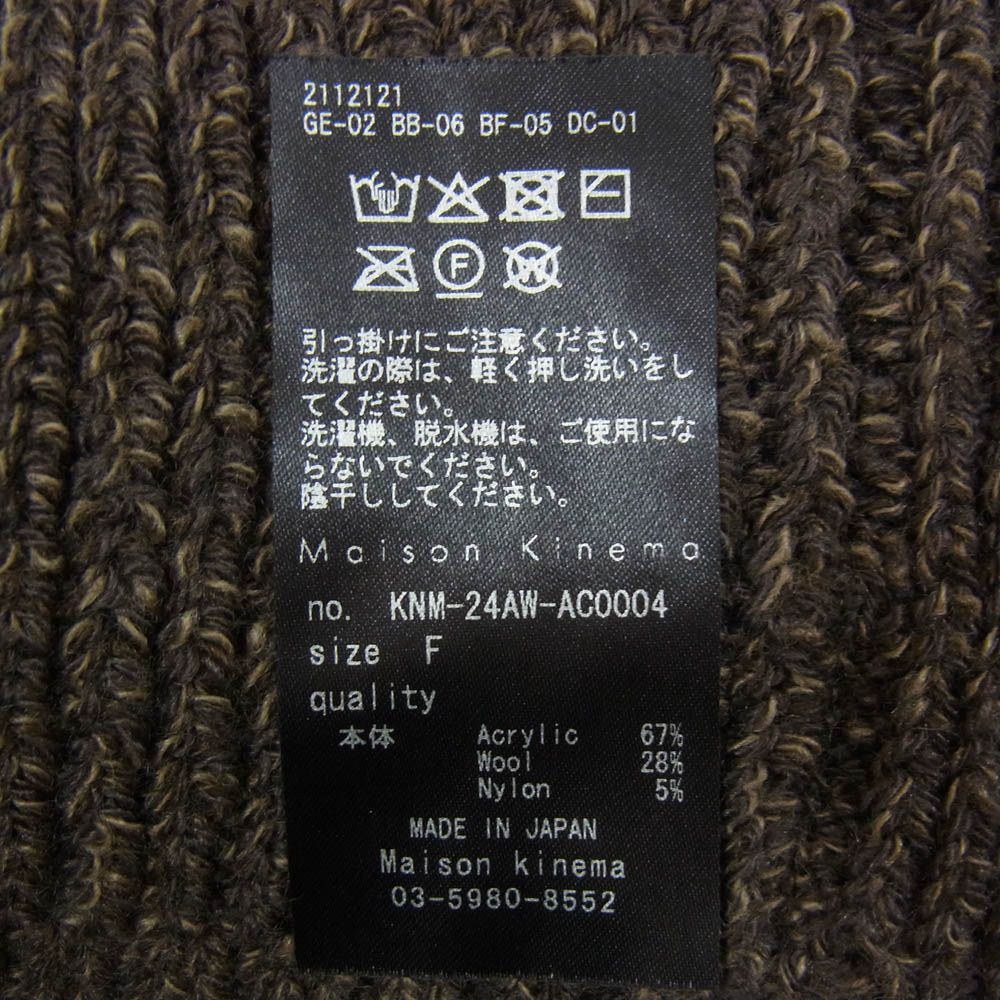 2112121
GE-02 BB-06 BF-05 DC-01
F W
引っ掛けにご注意ください。
洗濯の際は、軽く押し洗いをし
てください。
洗濯機、脱水機は、ご使用にな
らないでください。
陰干ししてください。
Maison Kinema
no. KNM-24AW-AC0004
size F
quality
本体 Acrylic 67%
Wool 28%
Nylon 5%
MADE IN JAPAN
Maison kinema
03-5980-8552